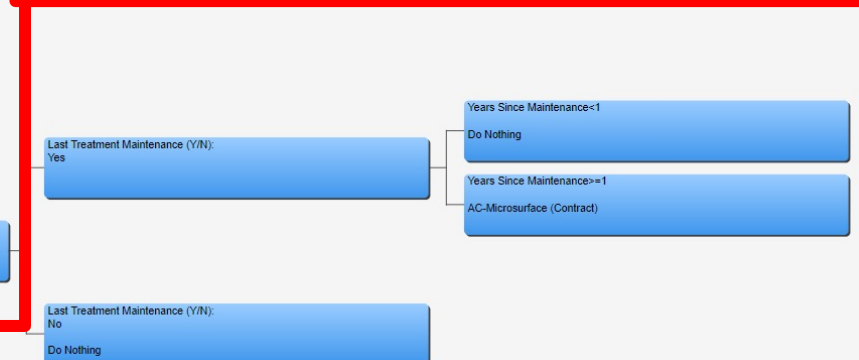 Years Since Maintenance<1
Do Nothing
Last Treatment Maintenance (Y/N):
Yes
Years Since Maintenance>=1
AC-Microsurface (Contract)
Last Treatment Maintenance (Y/N):
No
Do Nothing